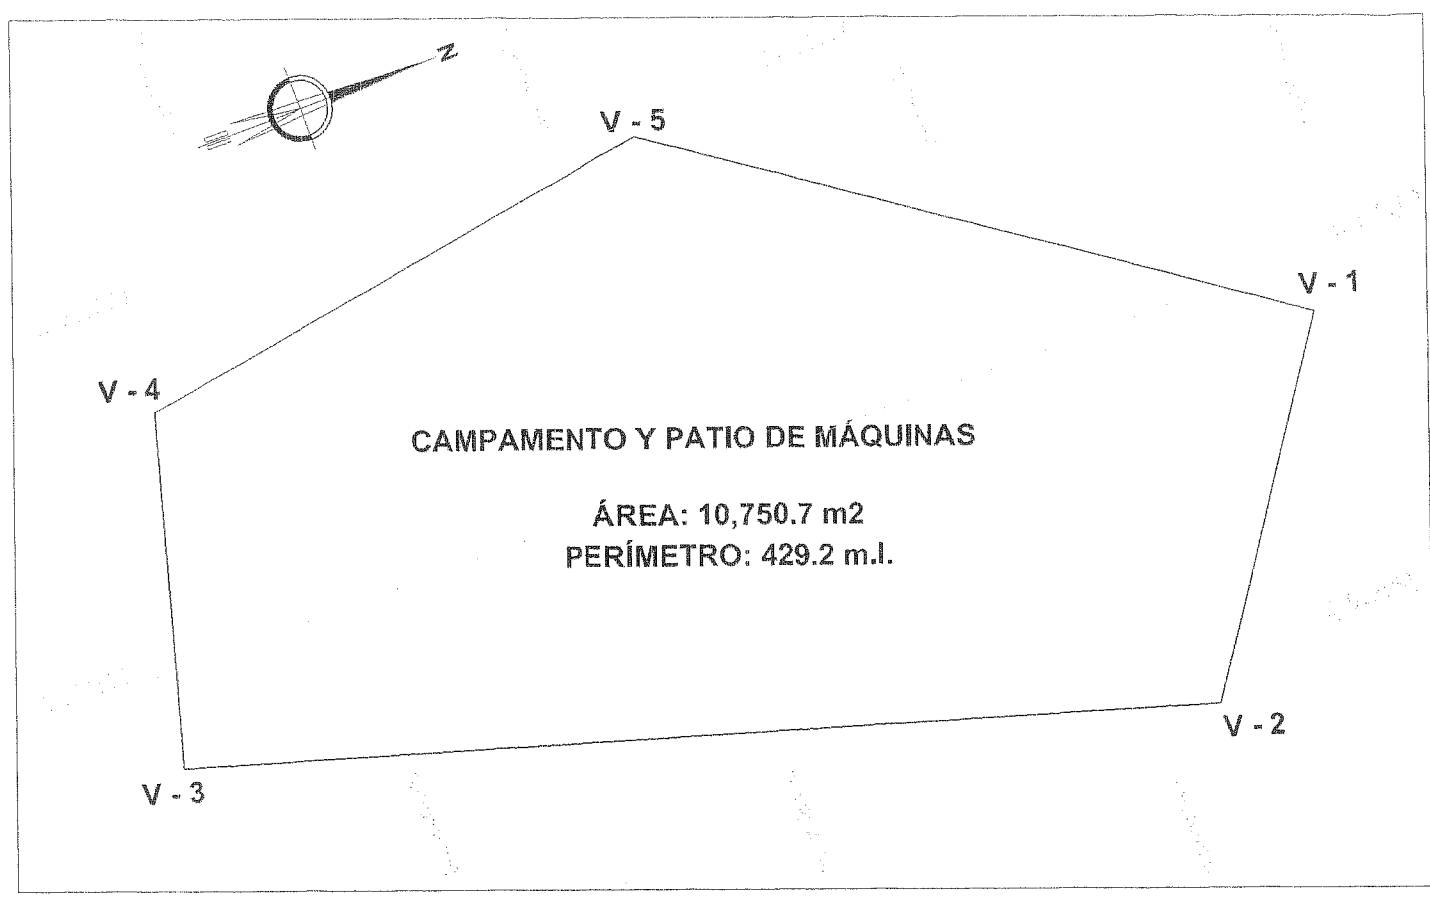 N
V - 5
V - 1
V - 4
CAMPAMENTO Y PATIO DE MÁQUINAS
ÁREA: 10,750.7 m2
PERÍMETRO: 429.2 m.l.
V - 2
V - 3